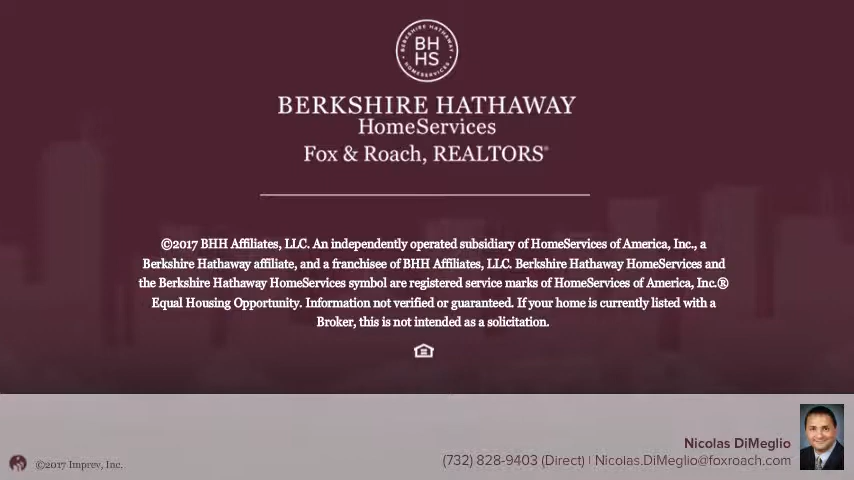 BERKSHIRE HATHAWAY
BH
HS
HOMESERVICES
BERKSHIRE HATHAWAY
HomeServices
Fox & Roach, REALTORS®
©2017 BHH Affiliates, LLC. An independently operated subsidiary of HomeServices of America, Inc., a
Berkshire Hathaway affiliate, and a franchisee of BHH Affiliates, LLC. Berkshire Hathaway HomeServices and
the Berkshire Hathaway HomeServices symbol are registered service marks of HomeServices of America, Inc.®
Equal Housing Opportunity. Information not verified or guaranteed. If your home is currently listed with a
Broker, this is not intended as a solicitation.
Nicolas DiMeglio
(732) 828-9403 (Direct) | Nicolas.DiMeglio@foxroach.com
©2017 Imprev, Inc.